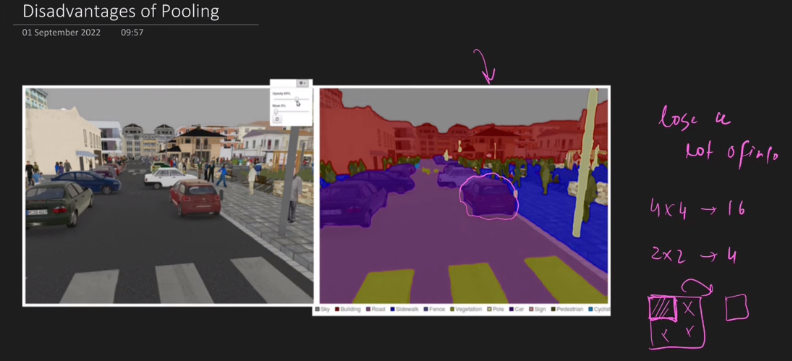 Disadvantages of Pooling
01 September 2022 09:57
lose a
lot of info.
4x4 → 16
2x2 → 4
x
x x
Sky Building Road Sidewalk Fence Vegetation Pole Car Sign Pedestrian Cyclist